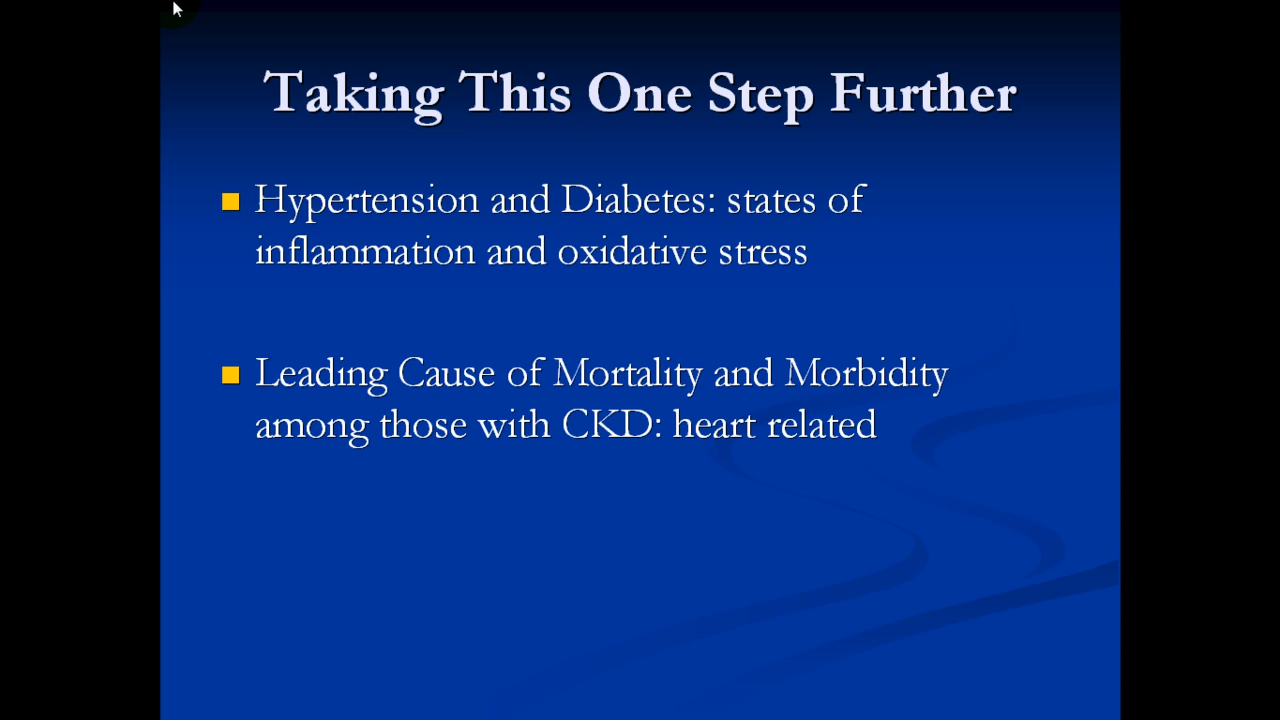 Taking This One Step Further
Hypertension and Diabetes: states of
inflammation and oxidative stress
Leading Cause of Mortality and Morbidity
among those with CKD: heart related